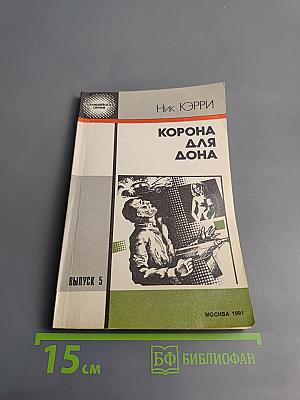 Ник КЭРРИ
КОРОНА
ДЛЯ
ДОНА
ВЫПУСК 5
МОСКВА 1991
15 см
БФ БИБЛИОФАН